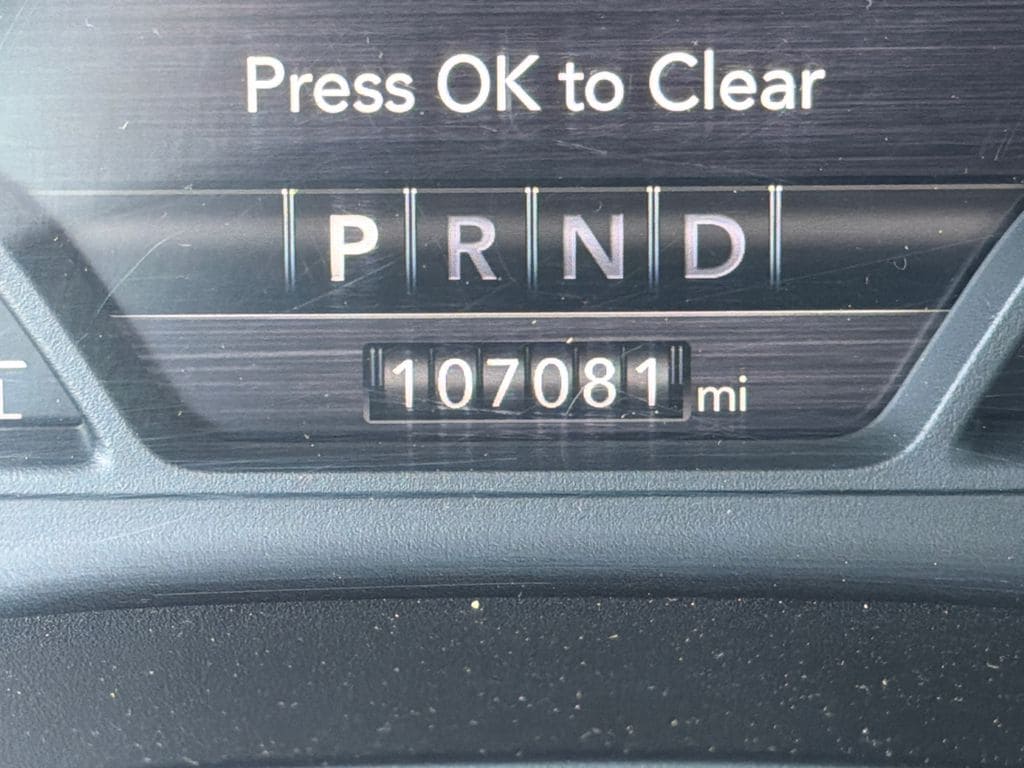 Press OK to Clear
P R N D
107081 mi